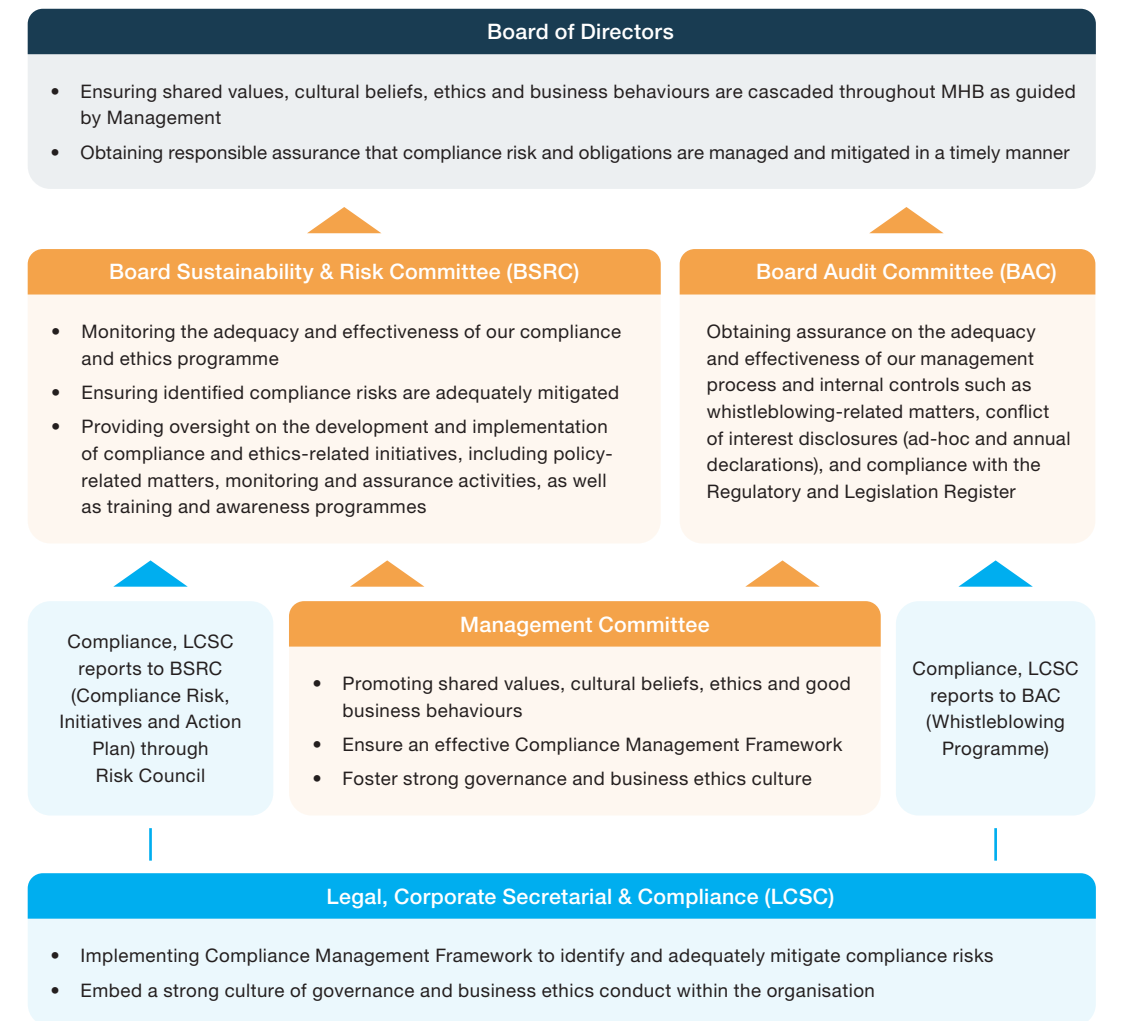 Board of Directors
• Ensuring shared values, cultural beliefs, ethics and business behaviours are cascaded throughout MHB as guided
by Management
• Obtaining responsible assurance that compliance risk and obligations are managed and mitigated in a timely manner
Board Sustainability & Risk Committee (BSRC)
• Monitoring the adequacy and effectiveness of our compliance
and ethics programme
• Ensuring identified compliance risks are adequately mitigated
• Providing oversight on the development and implementation
of compliance and ethics-related initiatives, including policy-
related matters, monitoring and assurance activities, as well
as training and awareness programmes
Board Audit Committee (BAC)
Obtaining assurance on the adequacy
and effectiveness of our management
process and internal controls such as
whistleblowing-related matters, conflict
of interest disclosures (ad-hoc and annual
declarations), and compliance with the
Regulatory and Legislation Register
Compliance, LCSC
reports to BSRC
(Compliance Risk,
Initiatives and Action
Plan) through
Risk Council
Management Committee
• Promoting shared values, cultural beliefs, ethics and good
business behaviours
• Ensure an effective Compliance Management Framework
• Foster strong governance and business ethics culture
Compliance, LCSC
reports to BAC
(Whistleblowing
Programme)
Legal, Corporate Secretarial & Compliance (LCSC)
• Implementing Compliance Management Framework to identify and adequately mitigate compliance risks
• Embed a strong culture of governance and business ethics conduct within the organisation